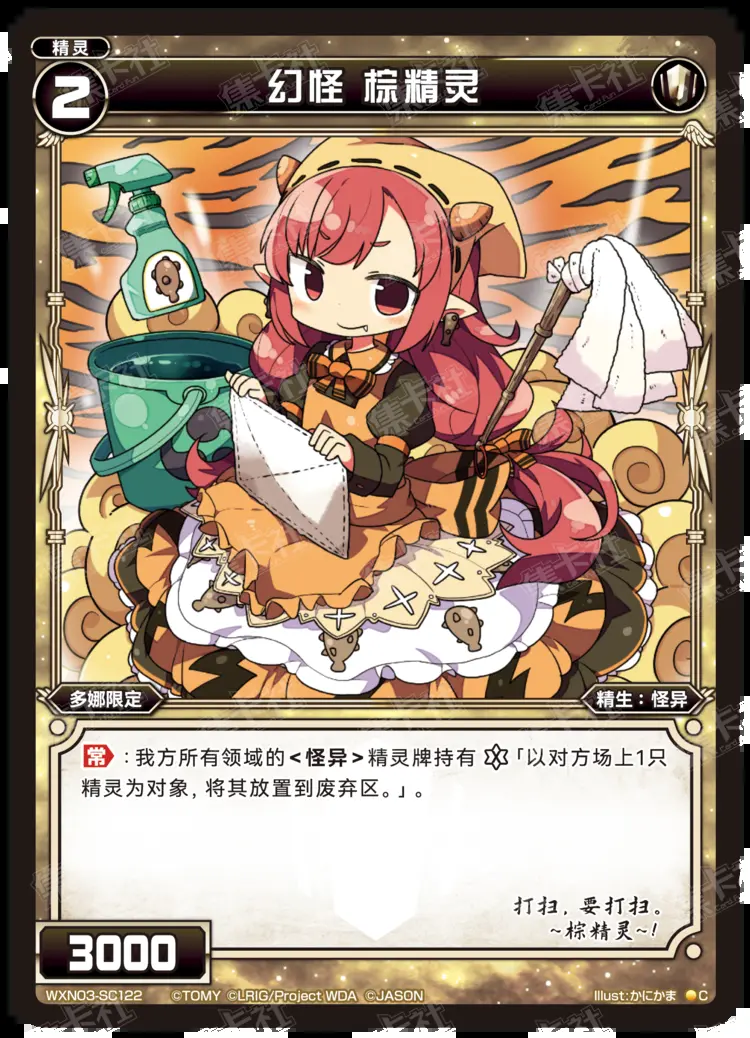 精灵
2
幻怪 棕精灵
多娜限定
精生：怪异
常：我方所有领域的<怪异>精灵牌持有 「以对方场上1只
精灵为对象，将其放置到废弃区。」。
打扫，要打扫。
~棕精灵~！
3000
WXN03-SC122 ©TOMY ©LRIG/Project WDA ©JASON
Illust:かにかま C
集卡社